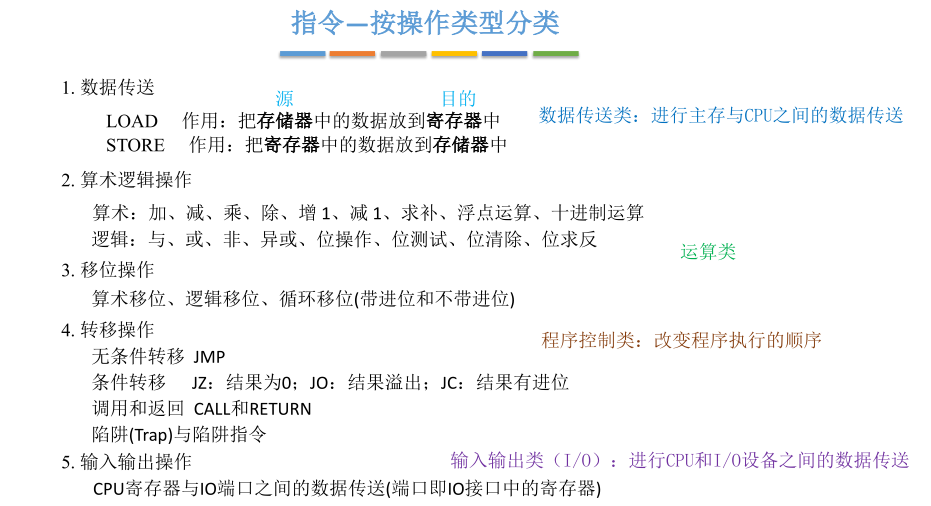 指令—按操作类型分类
1. 数据传送
源 目的
LOAD 作用：把存储器中的数据放到寄存器中
数据传送类：进行主存与CPU之间的数据传送
STORE 作用：把寄存器中的数据放到存储器中
2. 算术逻辑操作
算术：加、减、乘、除、增 1、减 1、求补、浮点运算、十进制运算
逻辑：与、或、非、异或、位操作、位测试、位清除、位求反
运算类
3. 移位操作
算术移位、逻辑移位、循环移位(带进位和不带进位)
4. 转移操作
程序控制类：改变程序执行的顺序
无条件转移 JMP
条件转移 JZ：结果为0；JO：结果溢出；JC：结果有进位
调用和返回 CALL和RETURN
陷阱(Trap)与陷阱指令
5. 输入输出操作
输入输出类（I/O）：进行CPU和I/O设备之间的数据传送
CPU寄存器与IO端口之间的数据传送(端口即IO接口中的寄存器)